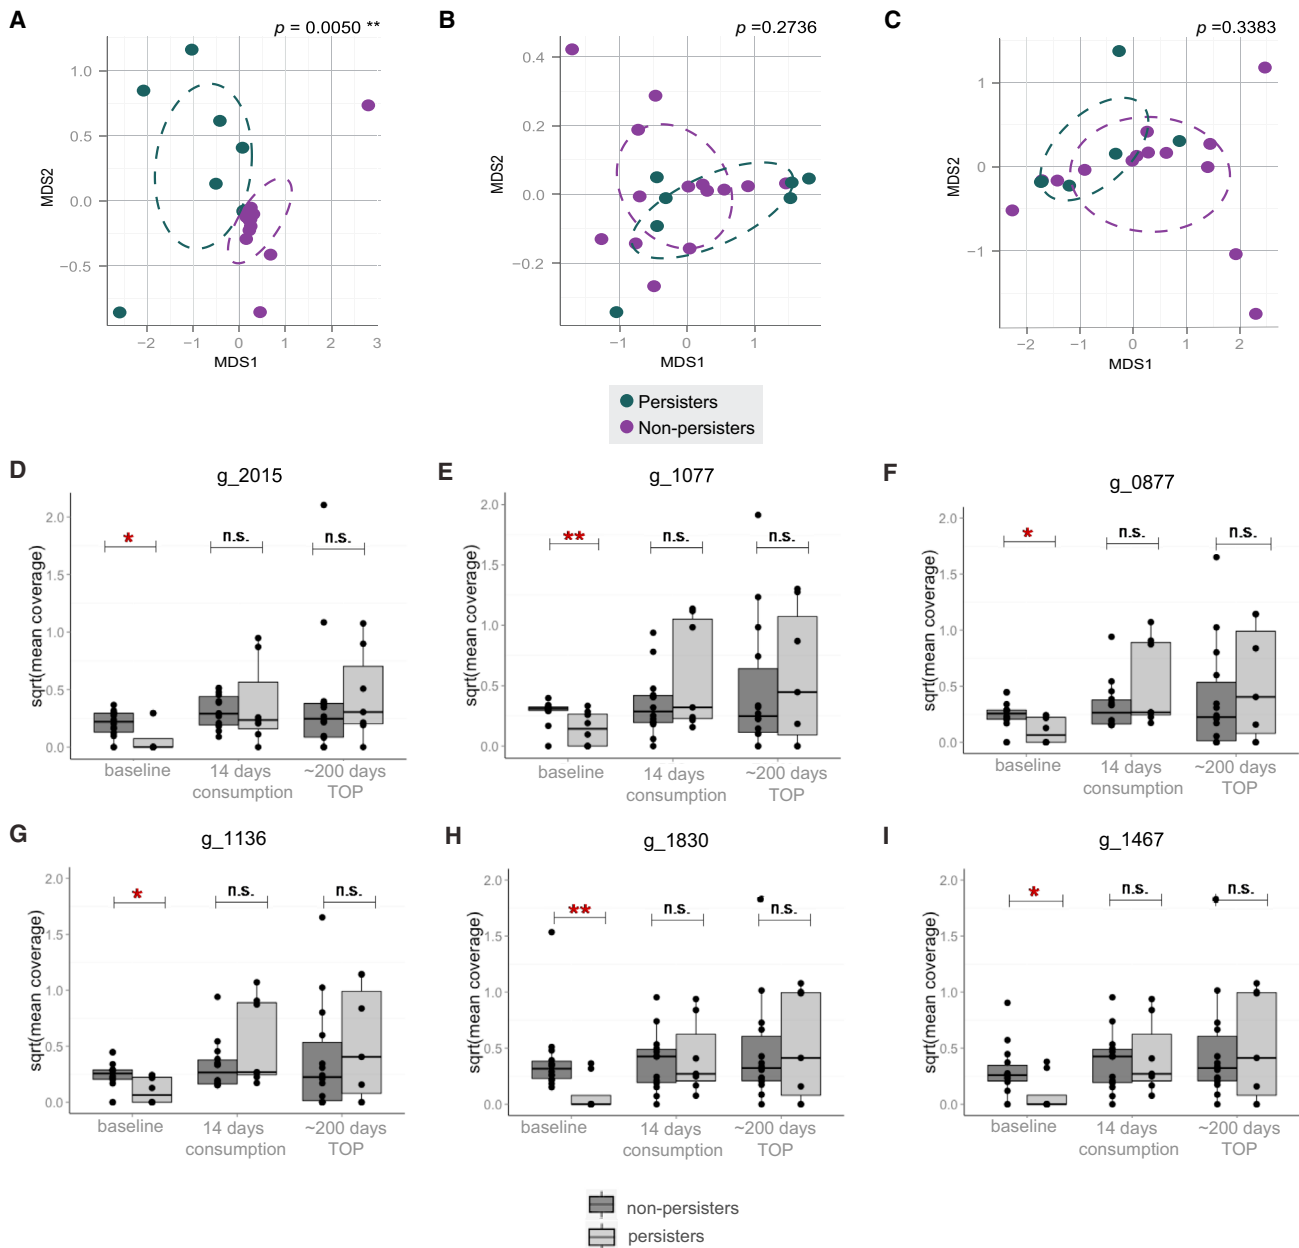 A
p = 0.0050 **
B
p =0.2736
C
p =0.3383
MDS2
1.0
0.5
0.0
−0.5
−2
−1
0
1
2
3
MDS1
MDS2
0.4
0.2
0.0
−0.2
−1
0
1
MDS1
MDS2
1
0
−1
−2
−1
0
1
2
MDS1
Persisters
Non-persisters
D
g_2015
sqrt(mean coverage)
2.0
1.5
1.0
0.5
0.0
*
n.s.
n.s.
baseline
14 days
consumption
~200 days
TOP
E
g_1077
sqrt(mean coverage)
2.0
1.5
1.0
0.5
0.0
**
n.s.
n.s.
baseline
14 days
consumption
~200 days
TOP
F
g_0877
sqrt(mean coverage)
2.0
1.5
1.0
0.5
0.0
*
n.s.
n.s.
baseline
14 days
consumption
~200 days
TOP
G
g_1136
sqrt(mean coverage)
2.0
1.5
1.0
0.5
0.0
*
n.s.
n.s.
baseline
14 days
consumption
~200 days
TOP
H
g_1830
sqrt(mean coverage)
2.0
1.5
1.0
0.5
0.0
**
n.s.
n.s.
baseline
14 days
consumption
~200 days
TOP
I
g_1467
sqrt(mean coverage)
2.0
1.5
1.0
0.5
0.0
*
n.s.
n.s.
baseline
14 days
consumption
~200 days
TOP
non-persisters
persisters